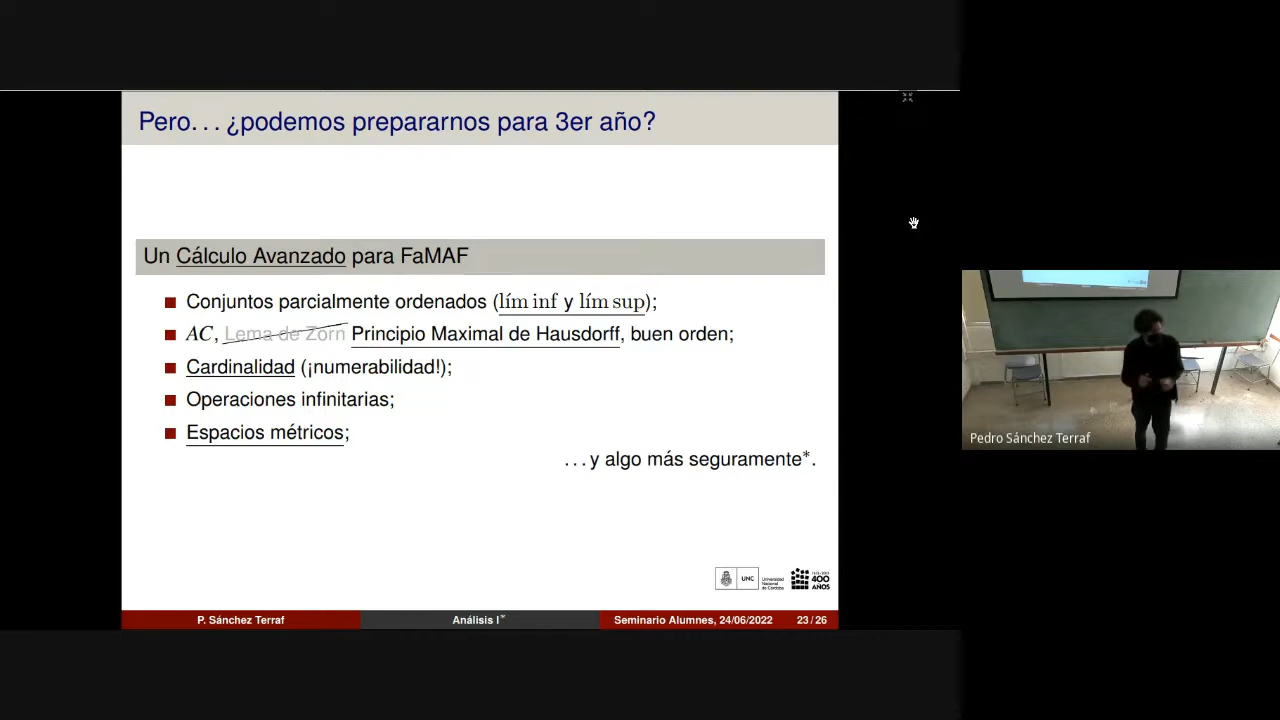 Pero... ¿podemos prepararnos para 3er año?
Un Cálculo Avanzado para FaMAF
Conjuntos parcialmente ordenados (lím inf y lím sup);
AC, Lema de Zorn Principio Maximal de Hausdorff, buen orden;
Cardinalidad (¡numerabilidad!);
Operaciones infinitarias;
Espacios métricos;
...y algo más seguramente*.
UNC
Universidad
Nacional
de Córdoba
400
AÑOS
P. Sánchez Terraf
Análisis I*
Seminario Alumnes, 24/06/2022
23 / 26
Pedro Sánchez Terraf